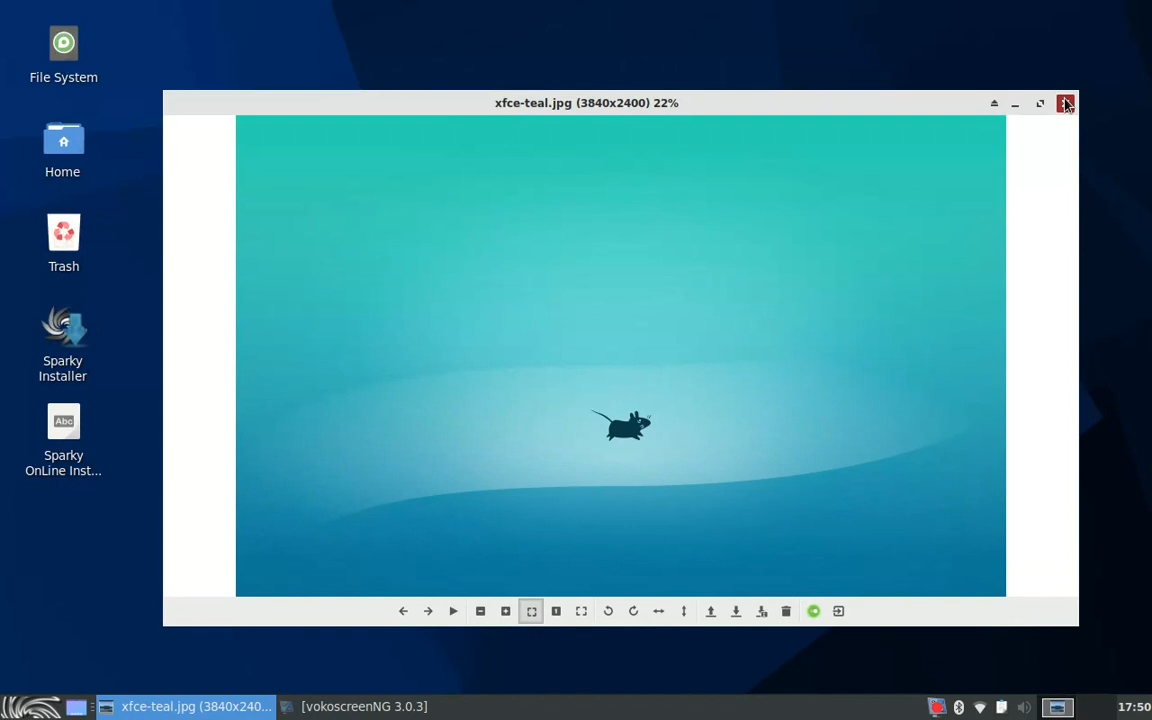 File System
xfce-teal.jpg (3840x2400) 22%
Home
Trash
Sparky
Installer
Abc
Sparky
OnLine Inst...
xfce-teal.jpg (3840x240...
[vokoscreenNG 3.0.3]
17:50